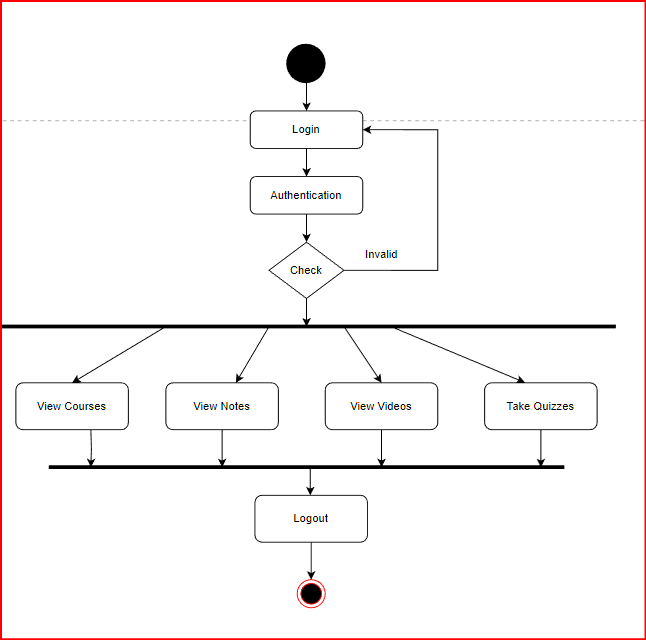 Login
Authentication
Invalid
Check
View Courses
View Notes
View Videos
Take Quizzes
Logout